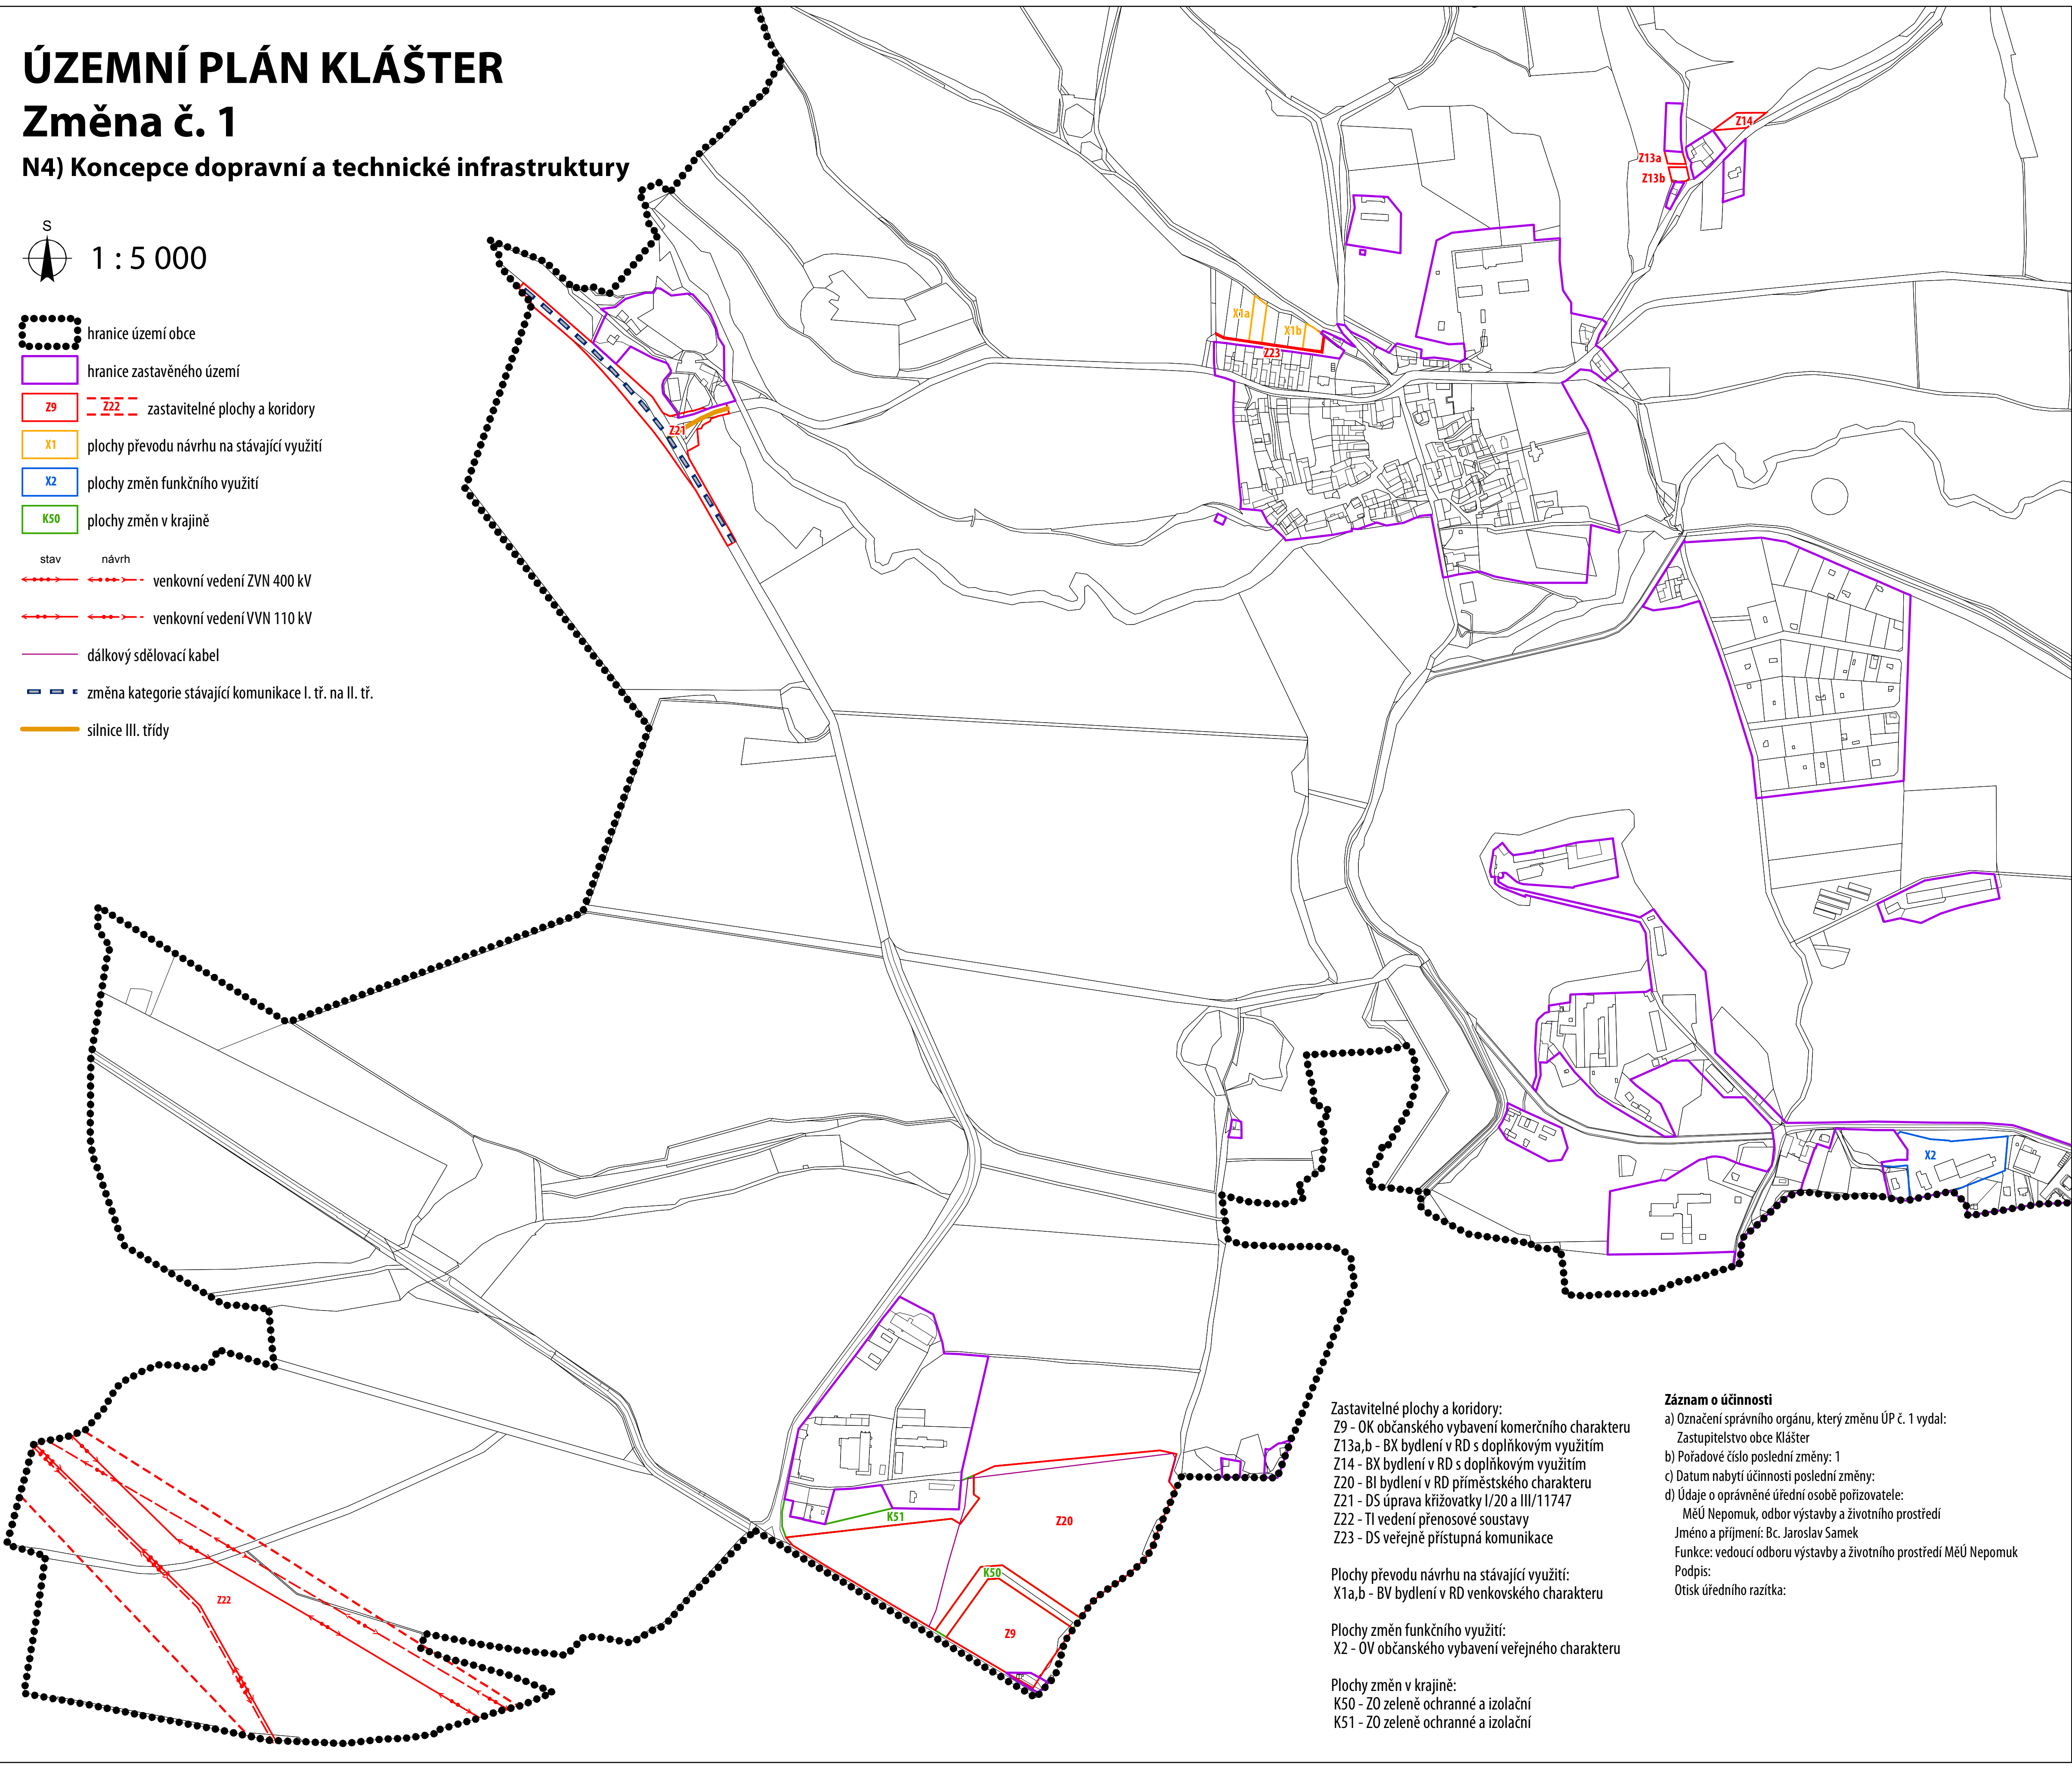 ÚZEMNÍ PLÁN KLÁŠTER
Změna č. 1
N4) Koncepce dopravní a technické infrastruktury
S
1 : 5 000
hranice území obce
hranice zastavěného území
Z9 Z22 zastavitelné plochy a koridory
X1 plochy převodu návrhu na stávající využití
X2 plochy změn funkčního využití
K50 plochy změn v krajině
stav návrh
venkovní vedení ZVN 400 kV
venkovní vedení VVN 110 kV
dálkový sdělovací kabel
změna kategorie stávající komunikace I. tř. na II. tř.
silnice III. třídy
Z14
Z13a
Z13b
X1a
X1b
Z23
Z21
X2
K51
Z20
K50
Z9
Z22
Zastavitelné plochy a koridory:
Z9 - OK občanského vybavení komerčního charakteru
Z13a,b - BX bydlení v RD s doplňkovým využitím
Z14 - BX bydlení v RD s doplňkovým využitím
Z20 - BI bydlení v RD příměstského charakteru
Z21 - DS úprava křižovatky I/20 a III/11747
Z22 - TI vedení přenosové soustavy
Z23 - DS veřejně přístupná komunikace
Plochy převodu návrhu na stávající využití:
X1a,b - BV bydlení v RD venkovského charakteru
Plochy změn funkčního využití:
X2 - OV občanského vybavení veřejného charakteru
Plochy změn v krajině:
K50 - ZO zeleně ochranné a izolační
K51 - ZO zeleně ochranné a izolační
Záznam o účinnosti
a) Označení správního orgánu, který změnu ÚP č. 1 vydal:
Zastupitelstvo obce Klášter
b) Pořadové číslo poslední změny: 1
c) Datum nabytí účinnosti poslední změny:
d) Údaje o oprávněné úřední osobě pořizovatele:
MěÚ Nepomuk, odbor výstavby a životního prostředí
Jméno a příjmení: Bc. Jaroslav Samek
Funkce: vedoucí odboru výstavby a životního prostředí MěÚ Nepomuk
Podpis:
Otisk úředního razítka: